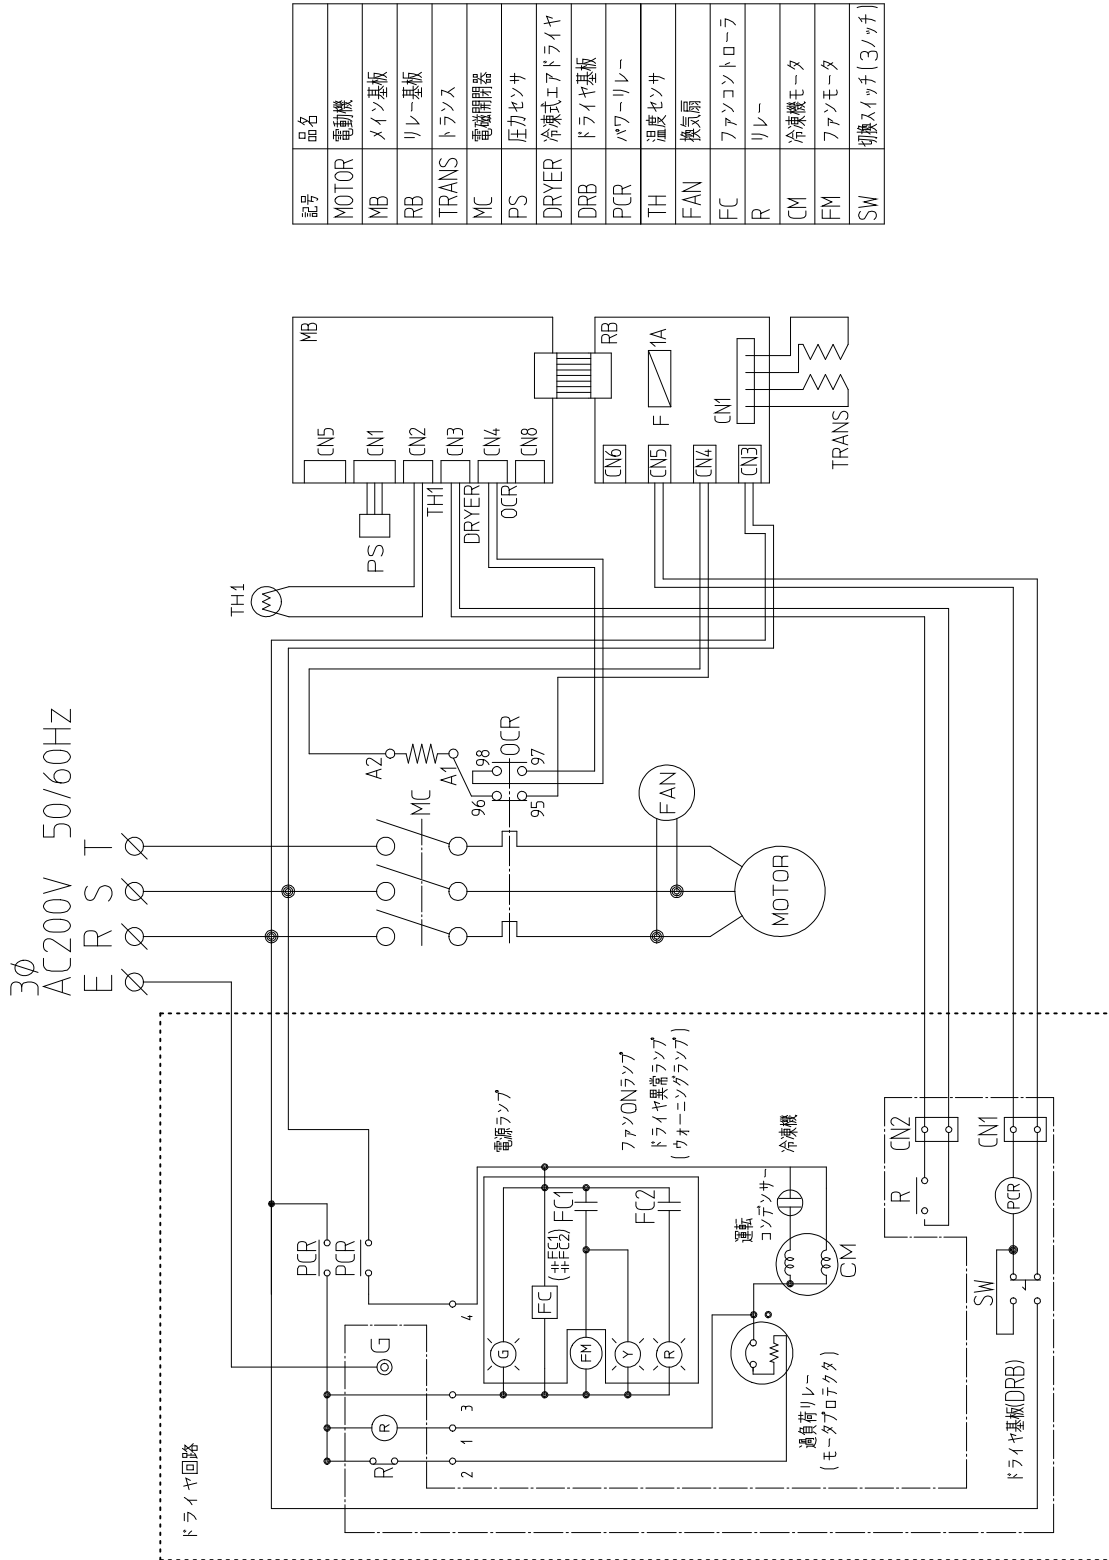 3φ
AC200V 50/60Hz
E R S T
記号 品名
MOTOR 電動機
MB メイン基板
RB リレー基板
TRANS トランス
MC 電磁開閉器
PS 圧力センサ
DRYER 冷凍式エアドライヤ
DRB ドライヤ基板
PCR パワーリレー
TH 温度センサ
FAN 換気扇
FC ファンコントローラ
R リレー
CM 冷凍機モータ
FM ファンモータ
SW 切換スイッチ(3ノッチ)
MB
CN5
CN1
CN2
CN3
CN4
CN8
PS
TH1
TH1
DRYER
OCR
RB
F 1A
CN1
CN6
CN5
CN4
CN3
TRANS
A2
A1
98
OCR
97
96
95
MC
FAN
MOTOR
ドライヤ回路
PCR
PCR
G
R
R
4
3
1
2
電源ランプ
ファンONランプ
ドライヤ異常ランプ
(ウォーニングランプ)
G
FC
(FC1)
(FC2)
FC1
FM
Y
FC2
R
冷凍機
運転
コンデンサー
CM
過負荷リレー
(モータプロテクタ)
CN2
R
CN1
PCR
SW
ドライヤ基板(DRB)